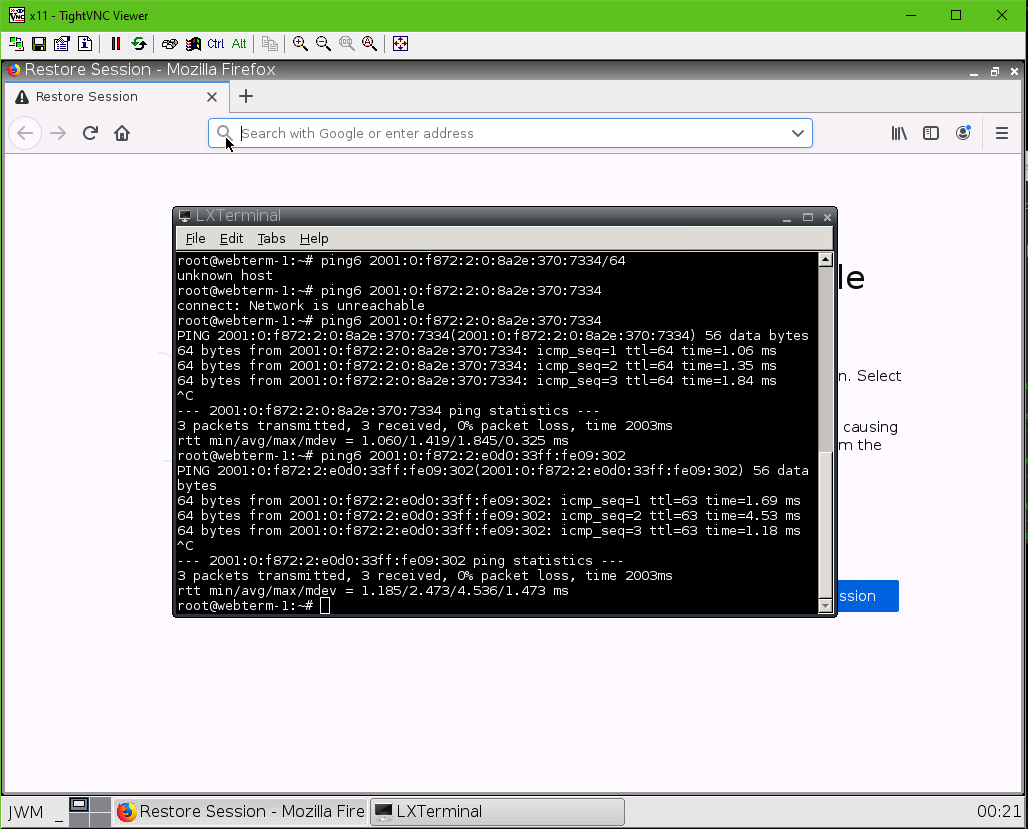 x11 - TightVNC Viewer
Ctrl Alt
Restore Session - Mozilla Firefox
Restore Session
Search with Google or enter address
LXTerminal
File Edit Tabs Help
root@webterm-1:~# ping6 2001:0:f872:2:0:8a2e:370:7334/64
unknown host
root@webterm-1:~# ping6 2001:0:f872:2:0:8a2e:370:7334
connect: Network is unreachable
root@webterm-1:~# ping6 2001:0:f872:2:0:8a2e:370:7334
PING 2001:0:f872:2:0:8a2e:370:7334(2001:0:f872:2:0:8a2e:370:7334) 56 data bytes
64 bytes from 2001:0:f872:2:0:8a2e:370:7334: icmp_seq=1 ttl=64 time=1.06 ms
64 bytes from 2001:0:f872:2:0:8a2e:370:7334: icmp_seq=2 ttl=64 time=1.35 ms
64 bytes from 2001:0:f872:2:0:8a2e:370:7334: icmp_seq=3 ttl=64 time=1.84 ms
^C
--- 2001:0:f872:2:0:8a2e:370:7334 ping statistics ---
3 packets transmitted, 3 received, 0% packet loss, time 2003ms
rtt min/avg/max/mdev = 1.060/1.419/1.845/0.325 ms
root@webterm-1:~# ping6 2001:0:f872:2:e0d0:33ff:fe09:302
PING 2001:0:f872:2:e0d0:33ff:fe09:302(2001:0:f872:2:e0d0:33ff:fe09:302) 56 data
bytes
64 bytes from 2001:0:f872:2:e0d0:33ff:fe09:302: icmp_seq=1 ttl=63 time=1.69 ms
64 bytes from 2001:0:f872:2:e0d0:33ff:fe09:302: icmp_seq=2 ttl=63 time=4.53 ms
64 bytes from 2001:0:f872:2:e0d0:33ff:fe09:302: icmp_seq=3 ttl=63 time=1.18 ms
^C
--- 2001:0:f872:2:e0d0:33ff:fe09:302 ping statistics ---
3 packets transmitted, 3 received, 0% packet loss, time 2003ms
rtt min/avg/max/mdev = 1.185/2.473/4.536/1.473 ms
root@webterm-1:~#
le
n. Select
causing
m the
ssion
JWM _ Restore Session - Mozilla Fire LXTerminal 00:21